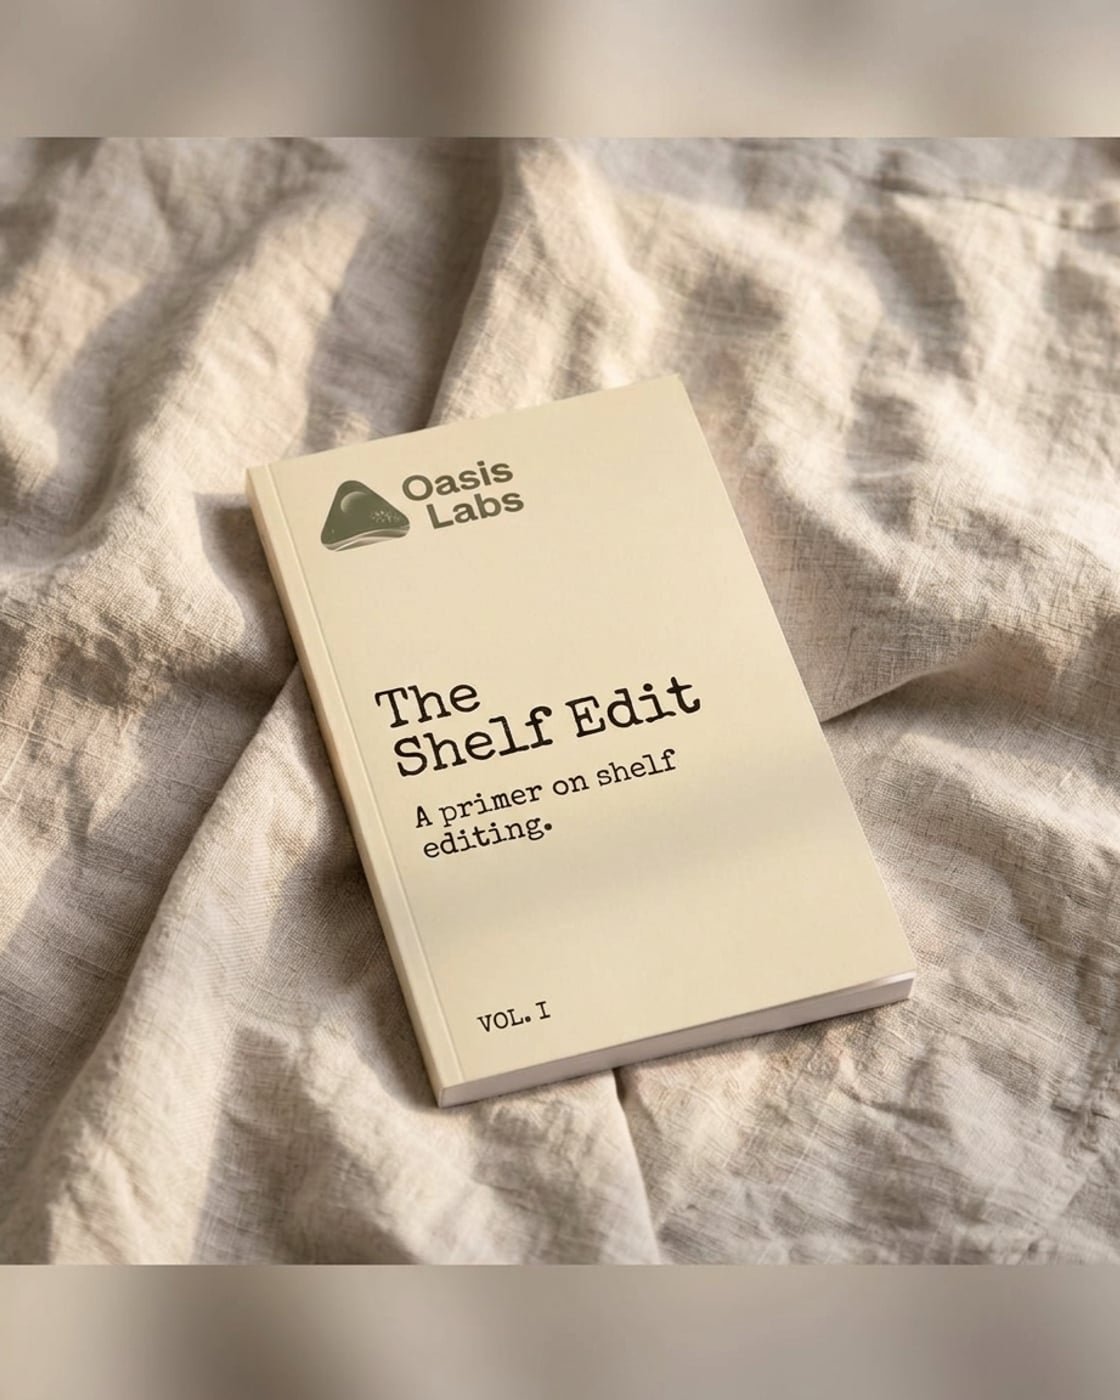 Oasis
Labs
The
Shelf Edit
A primer on shelf
editing.
VOL. I